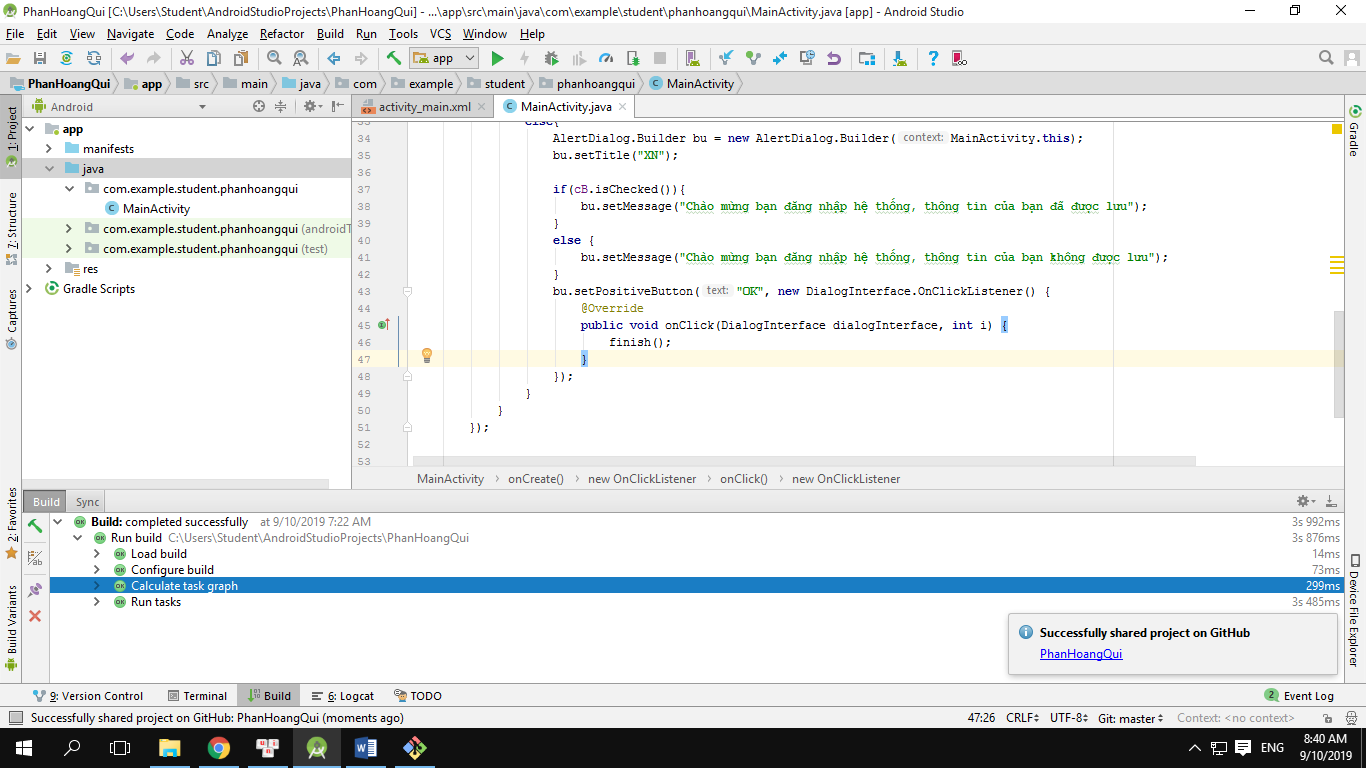 PhanHoangQui [C:\Users\Student\AndroidStudioProjects\PhanHoangQui] - ...\app\src\main\java\com\example\student\phanhoangqui\MainActivity.java [app] - Android Studio
File Edit View Navigate Code Analyze Refactor Build Run Tools VCS Window Help
app
PhanHoangQui app src main java com example student phanhoangqui MainActivity
1: Project
7: Structure
Captures
2: Favorites
Build Variants
Android
app
manifests
java
com.example.student.phanhoangqui
MainActivity
com.example.student.phanhoangqui (androidT
com.example.student.phanhoangqui (test)
res
Gradle Scripts
activity_main.xml MainActivity.java
33 else{
34 AlertDialog.Builder bu = new AlertDialog.Builder( context: MainActivity.this);
35 bu.setTitle("XN");
36
37 if(cB.isChecked()){
38 bu.setMessage("Chào mừng bạn đăng nhập hệ thống, thông tin của bạn đã được lưu");
39 }
40 else {
41 bu.setMessage("Chào mừng bạn đăng nhập hệ thống, thông tin của bạn không được lưu");
42 }
43 bu.setPositiveButton( text: "OK", new DialogInterface.OnClickListener() {
44 @Override
45 public void onClick(DialogInterface dialogInterface, int i) {
46 finish();
47 }
48 });
49 }
50 }
51 });
52
53
MainActivity › onCreate() › new OnClickListener › onClick() › new OnClickListener
Gradle
Device File Explorer
Build Sync
OK Build: completed successfully at 9/10/2019 7:22 AM 3s 992ms
OK Run build C:\Users\Student\AndroidStudioProjects\PhanHoangQui 3s 876ms
OK Load build 14ms
OK Configure build 73ms
OK Calculate task graph 299ms
OK Run tasks 3s 485ms
Successfully shared project on GitHub
PhanHoangQui
9: Version Control Terminal Build 6: Logcat TODO 2 Event Log
Successfully shared project on GitHub: PhanHoangQui (moments ago) 47:26 CRLF UTF-8 Git: master Context: <no context>
ENG
8:40 AM
9/10/2019